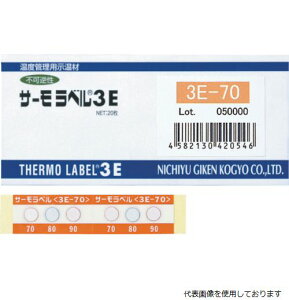 温度管理用示温材
不可逆性
サーモラベル3E
NET:20枚
3E-70
Lot. 050000
4582130420546
THERMO LABEL®3E
NICHIYU GIKEN KOGYO CO.,LTD.
サーモラベル<3E-70> サーモラベル<3E-70>
70 80 90 70 80 90
代表画像を使用しております